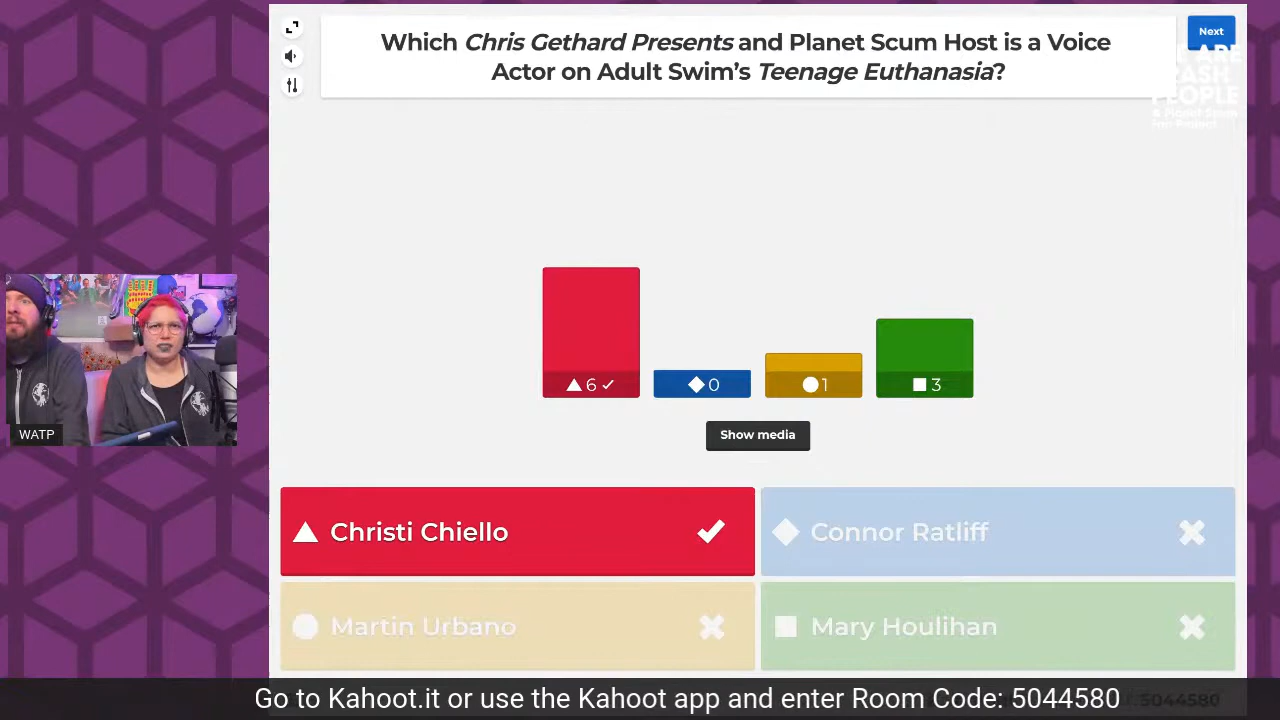 Which Chris Gethard Presents and Planet Scum Host is a Voice
Actor on Adult Swim's Teenage Euthanasia?
Next
ARE
PEOPLE
6
0
1
3
Show media
WATP
Christi Chiello
Connor Ratliff
Martin Urbano
Mary Houlihan
Go to Kahoot.it or use the Kahoot app and enter Room Code: 5044580